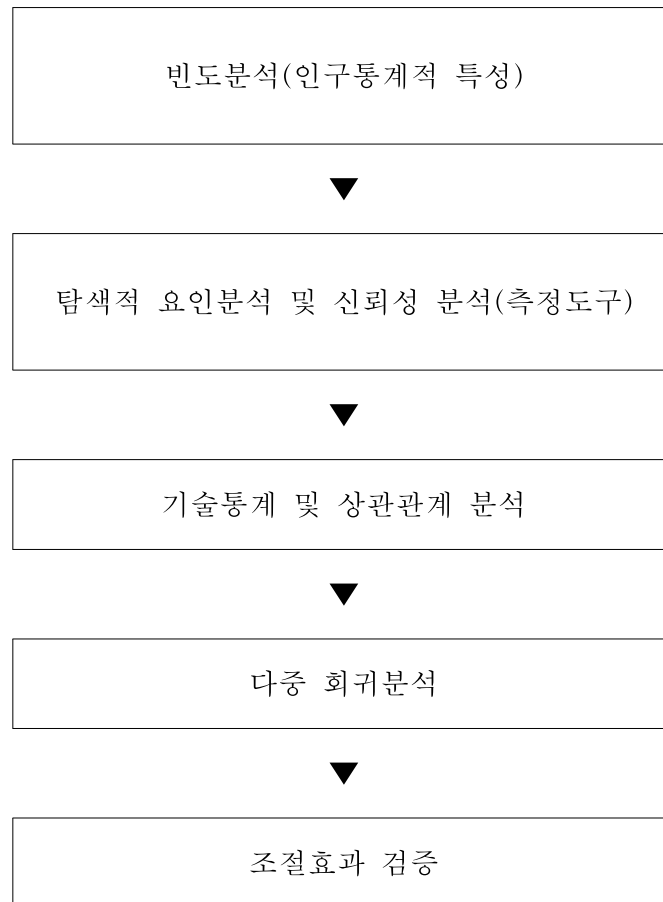 빈도분석(인구통계적 특성)
탐색적 요인분석 및 신뢰성 분석(측정도구)
기술통계 및 상관관계 분석
다중 회귀분석
조절효과 검증